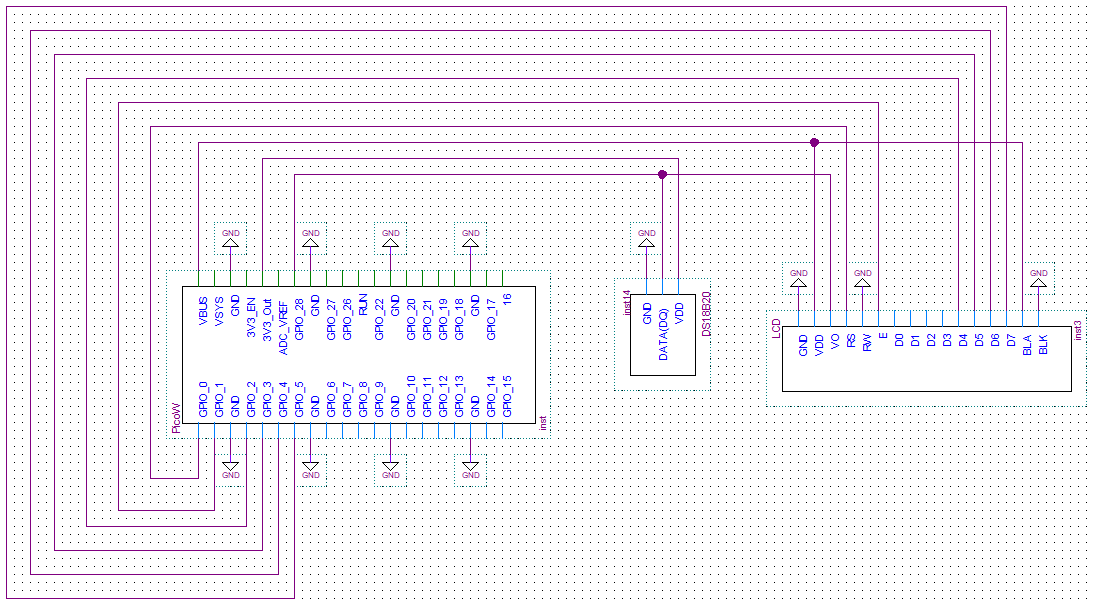 GND
GND
GND
GND
GND
GND
GND
GND
VBUS
VSYS
GND
3V3_EN
3V3_Out
ADC_VREF
GPIO_28
GND
GPIO_27
GPIO_26
RUN
GPIO_22
GND
GPIO_20
GPIO_21
GPIO_19
GPIO_18
GND
GPIO_17
16
inst14
GND
DATA(DQ)
VDD
DS18B20
LCD
GND
VDD
VO
RS
RW
E
D0
D1
D2
D3
D4
D5
D6
D7
BLA
BLK
inst3
PicoW
GPIO_0
GPIO_1
GND
GPIO_2
GPIO_3
GPIO_4
GPIO_5
GND
GPIO_6
GPIO_7
GPIO_8
GPIO_9
GND
GPIO_10
GPIO_11
GPIO_12
GPIO_13
GND
GPIO_14
GPIO_15
inst
GND
GND
GND
GND